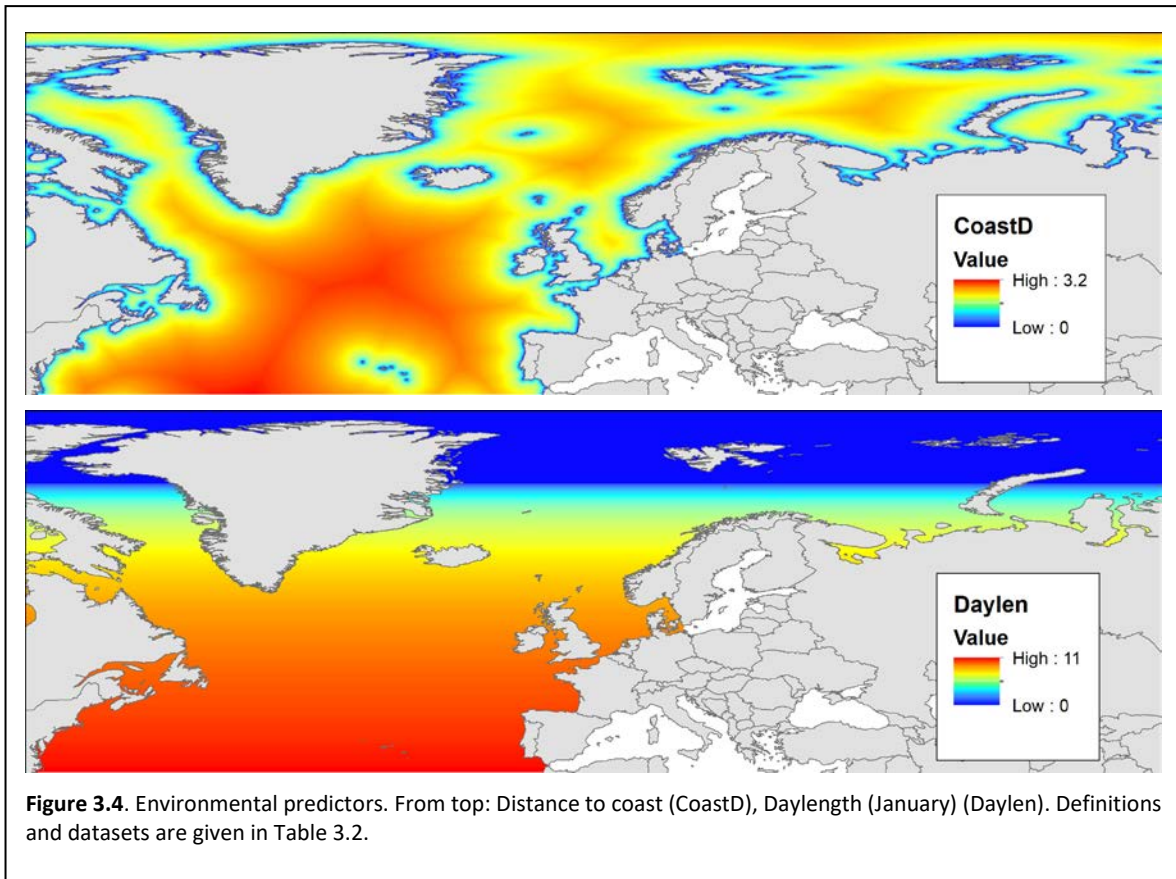 CoastD
Value
High : 3.2
Low : 0
Daylen
Value
High : 11
Low : 0
Figure 3.4. Environmental predictors. From top: Distance to coast (CoastD), Daylength (January) (Daylen). Definitions
and datasets are given in Table 3.2.